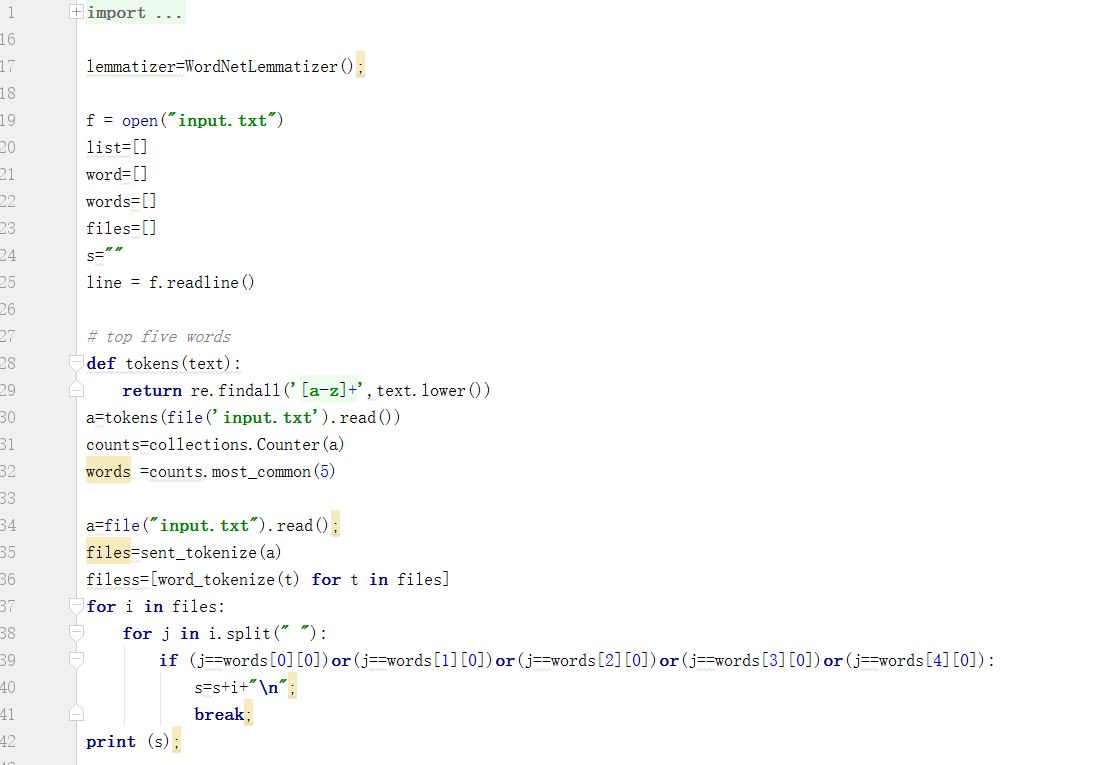 1 import ...
16
17 lemmatizer=WordNetLemmatizer();
18
19 f = open("input.txt")
20 list=[]
21 word=[]
22 words=[]
23 files=[]
24 s=""
25 line = f.readline()
26
27 # top five words
28 def tokens(text):
29     return re.findall('[a-z]+',text.lower())
30 a=tokens(file('input.txt').read())
31 counts=collections.Counter(a)
32 words =counts.most_common(5)
33
34 a=file("input.txt").read();
35 files=sent_tokenize(a)
36 filess=[word_tokenize(t) for t in files]
37 for i in files:
38     for j in i.split(" "):
39         if (j==words[0][0])or(j==words[1][0])or(j==words[2][0])or(j==words[3][0])or(j==words[4][0]):
40             s=s+i+"\n";
41             break;
42 print (s);